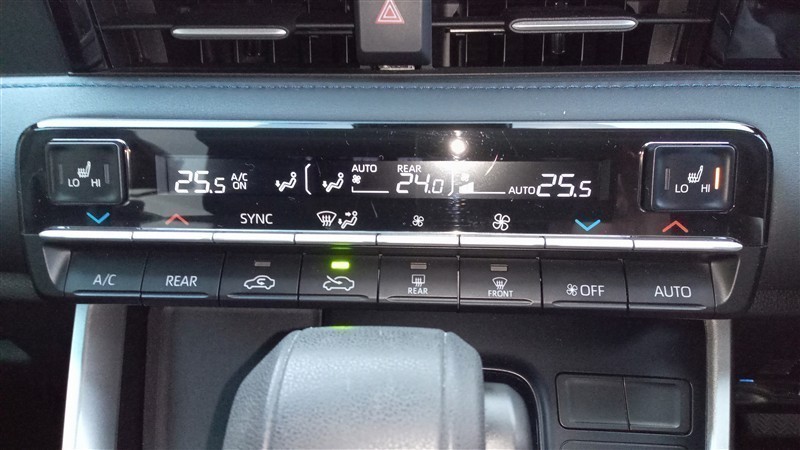 AUTO REAR
LO HI 25.5 A/C ON 24.0 AUTO 25.5 LO HI
SYNC
A/C REAR REAR FRONT OFF AUTO